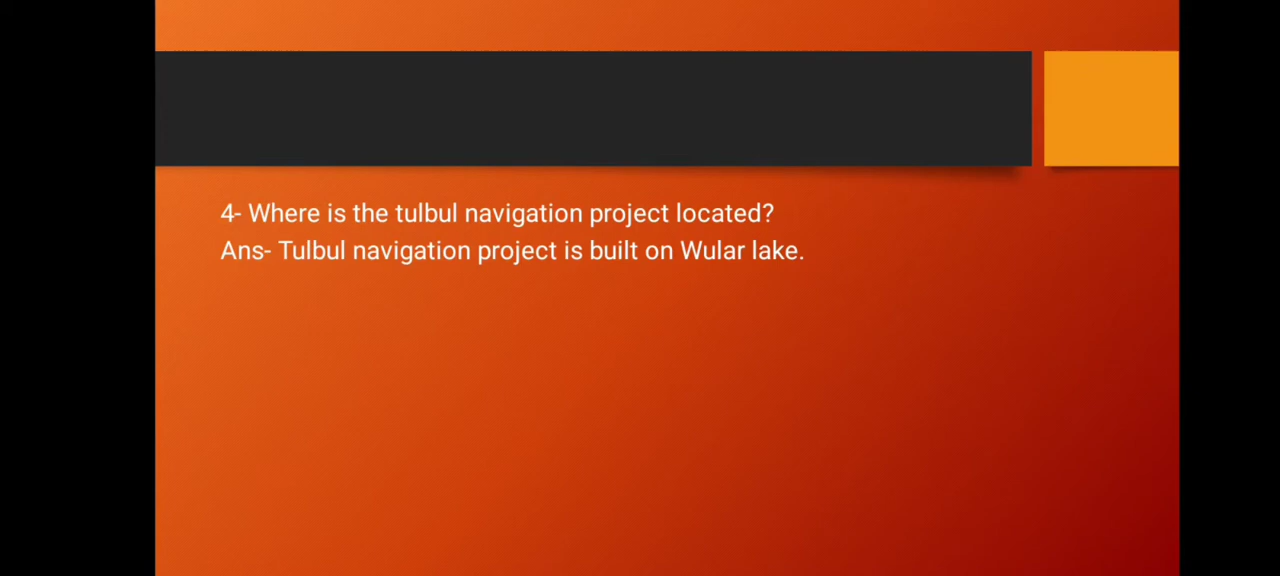 4- Where is the tulbul navigation project located?
Ans- Tulbul navigation project is built on Wular lake.